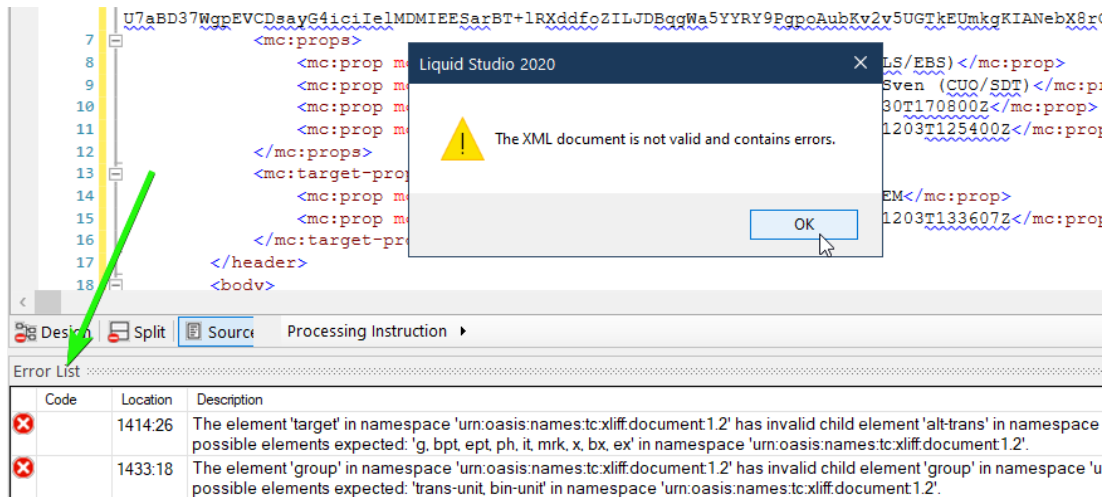 U7aBD37WgpEVCDsayG4iciIelMDMIEESarBT+lRXddfoZILJDBqgWa5YYRY9PgpoAubKv2v5UGTkEUmkgKIANebX8r
7 <mc:props>
8 <mc:prop m LS/EBS)</mc:prop>
9 <mc:prop m Sven (CUO/SDT)</mc:pr
10 <mc:prop m 30T170800Z</mc:prop>
11 <mc:prop m 1203T125400Z</mc:prop
12 </mc:props>
13 <mc:target-prop
14 <mc:prop m EM</mc:prop>
15 <mc:prop m 1203T133607Z</mc:prop
16 </mc:target-pr
17 </header>
18 <body>
Liquid Studio 2020
The XML document is not valid and contains errors.
OK
Design Split Source Processing Instruction
Error List
Code Location Description
1414:26 The element 'target' in namespace 'urn:oasis:names:tc:xliff:document:1.2' has invalid child element 'alt-trans' in namespace
possible elements expected: 'g, bpt, ept, ph, it, mrk, x, bx, ex' in namespace 'urn:oasis:names:tc:xliff:document:1.2'.
1433:18 The element 'group' in namespace 'urn:oasis:names:tc:xliff:document:1.2' has invalid child element 'group' in namespace 'u
possible elements expected: 'trans-unit, bin-unit' in namespace 'urn:oasis:names:tc:xliff:document:1.2'.